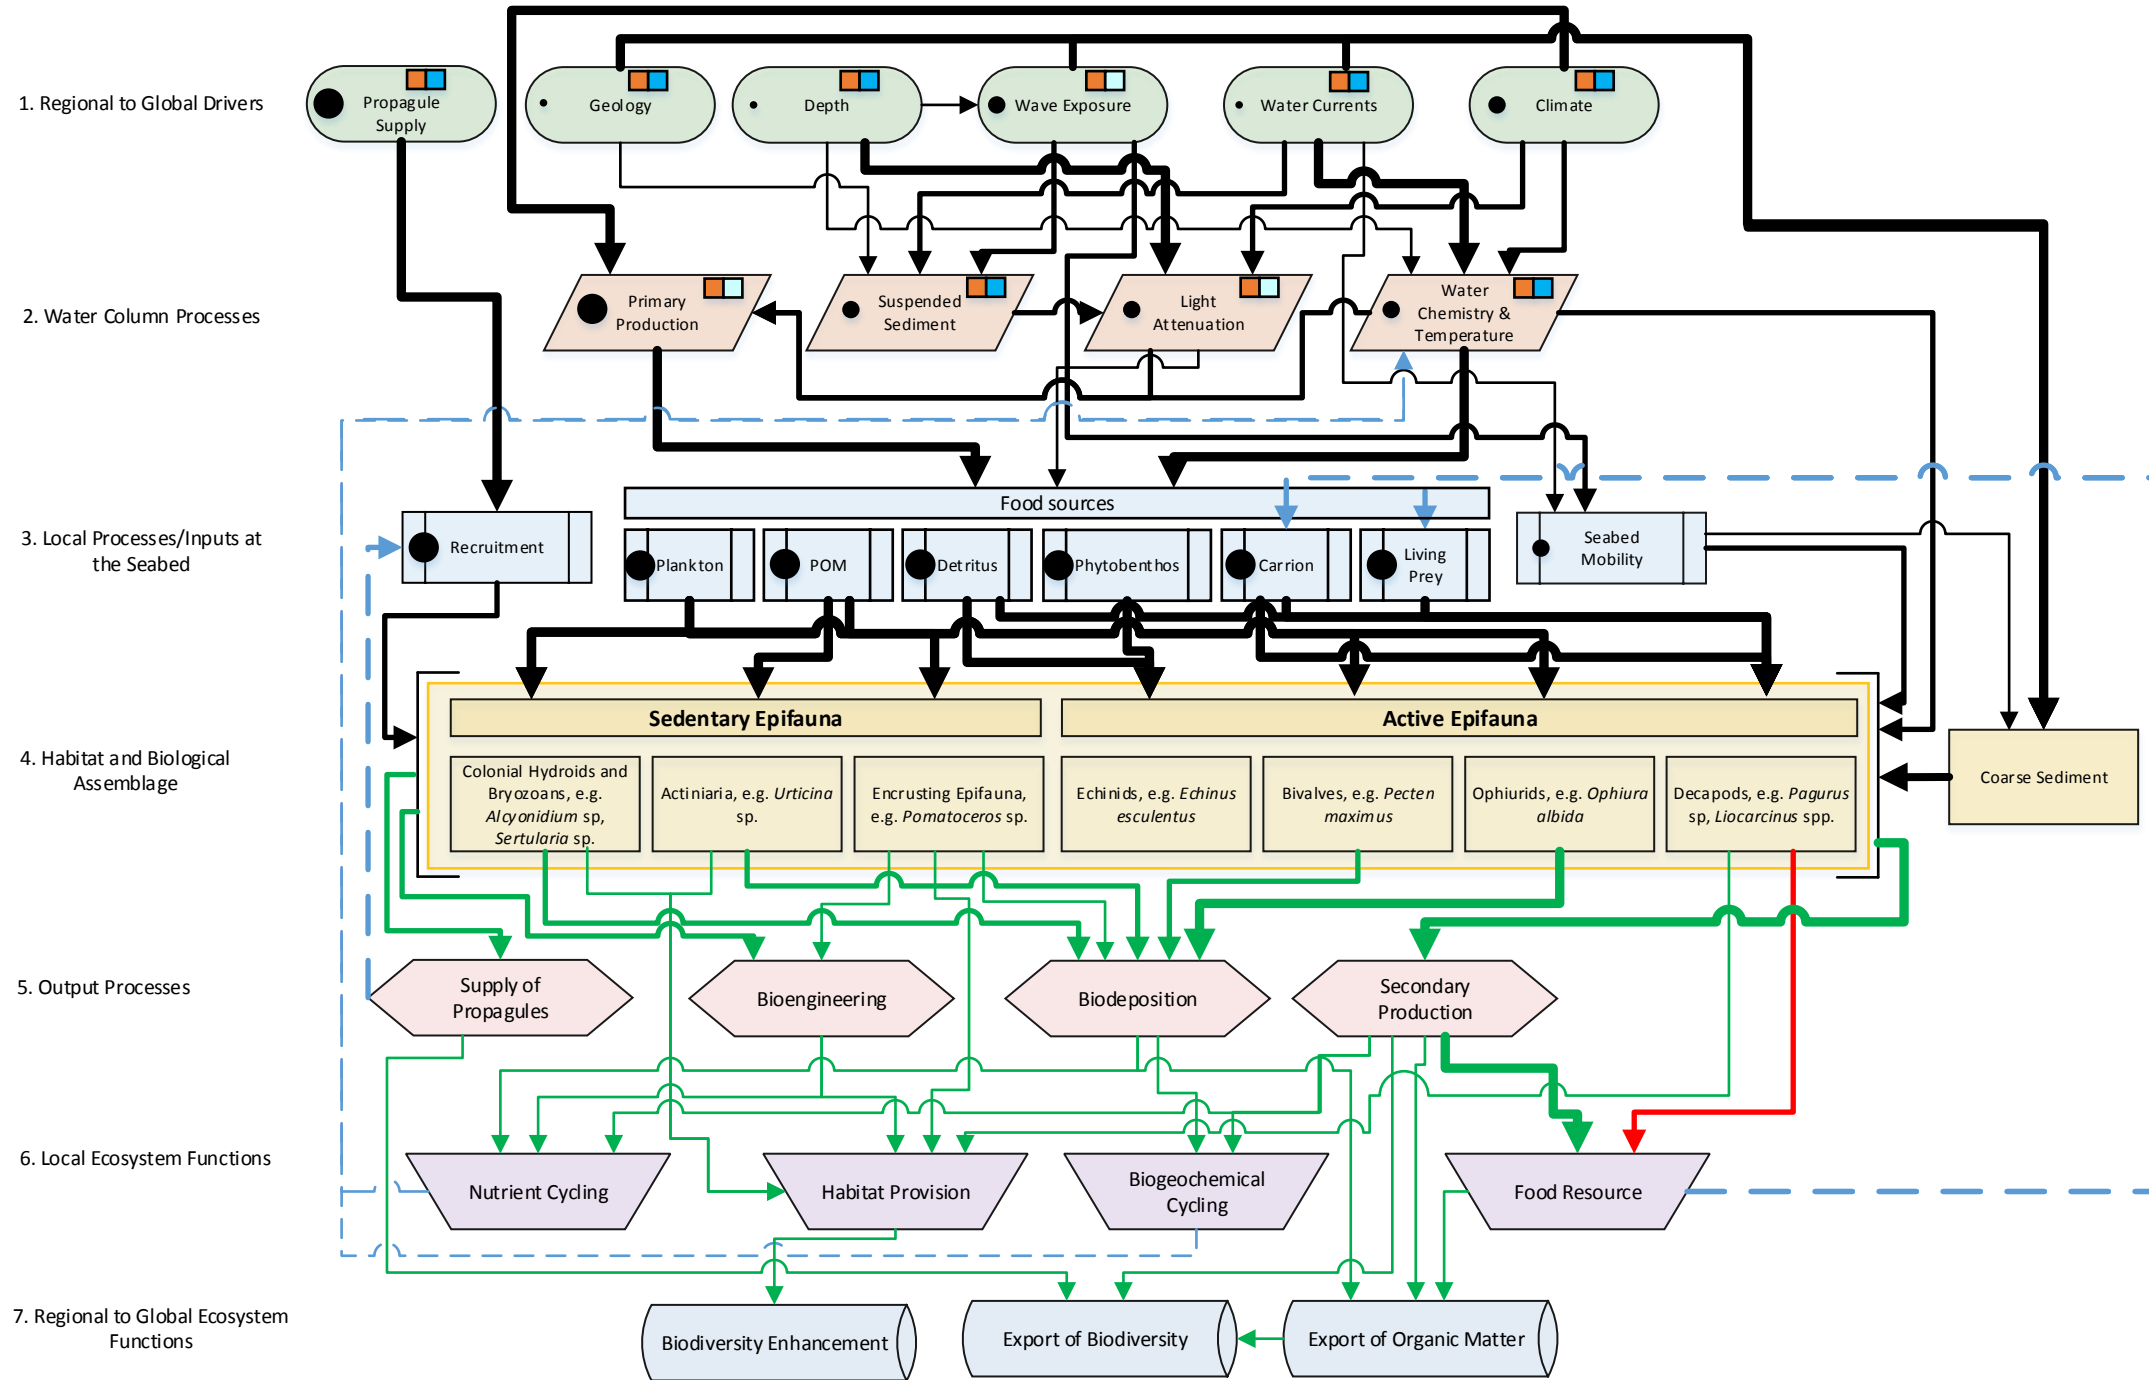 1. Regional to Global Drivers
Propagule
Supply
Geology
Depth
Wave Exposure
Water Currents
Climate
2. Water Column Processes
Primary
Production
Suspended
Sediment
Light
Attenuation
Water
Chemistry &
Temperature
3. Local Processes/Inputs at
the Seabed
Recruitment
Food sources
Plankton
POM
Detritus
Phytobenthos
Carrion
Living
Prey
Seabed
Mobility
4. Habitat and Biological
Assemblage
Sedentary Epifauna
Active Epifauna
Colonial Hydroids and
Bryozoans, e.g.
Alcyonidium sp,
Sertularia sp.
Actiniaria, e.g. Urticina
sp.
Encrusting Epifauna,
e.g. Pomatoceros sp.
Echinids, e.g. Echinus
esculentus
Bivalves, e.g. Pecten
maximus
Ophiurids, e.g. Ophiura
albida
Decapods, e.g. Pagurus
sp, Liocarcinus spp.
Coarse Sediment
5. Output Processes
Supply of
Propagules
Bioengineering
Biodeposition
Secondary
Production
6. Local Ecosystem Functions
Nutrient Cycling
Habitat Provision
Biogeochemical
Cycling
Food Resource
7. Regional to Global Ecosystem
Functions
Biodiversity Enhancement
Export of Biodiversity
Export of Organic Matter